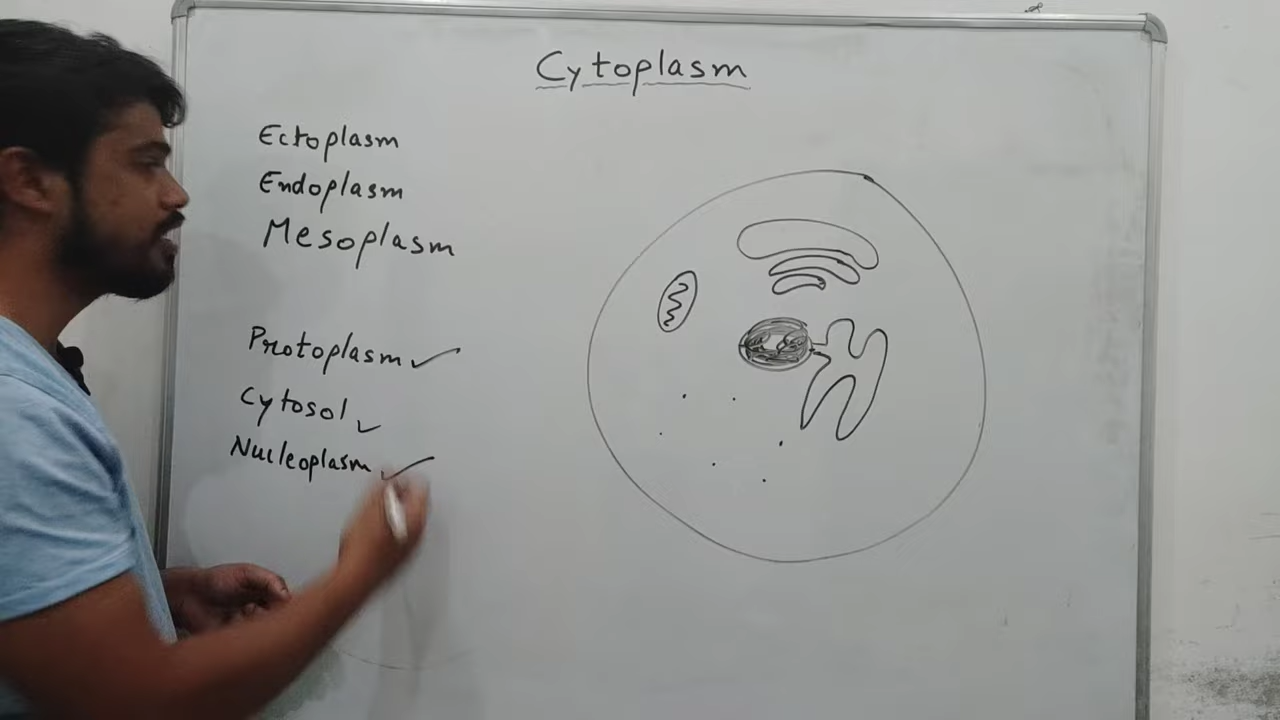 Cytoplasm
Ectoplasm
Endoplasm
Mesoplasm
Protoplasm ✓
Cytosol ✓
Nucleoplasm ✓